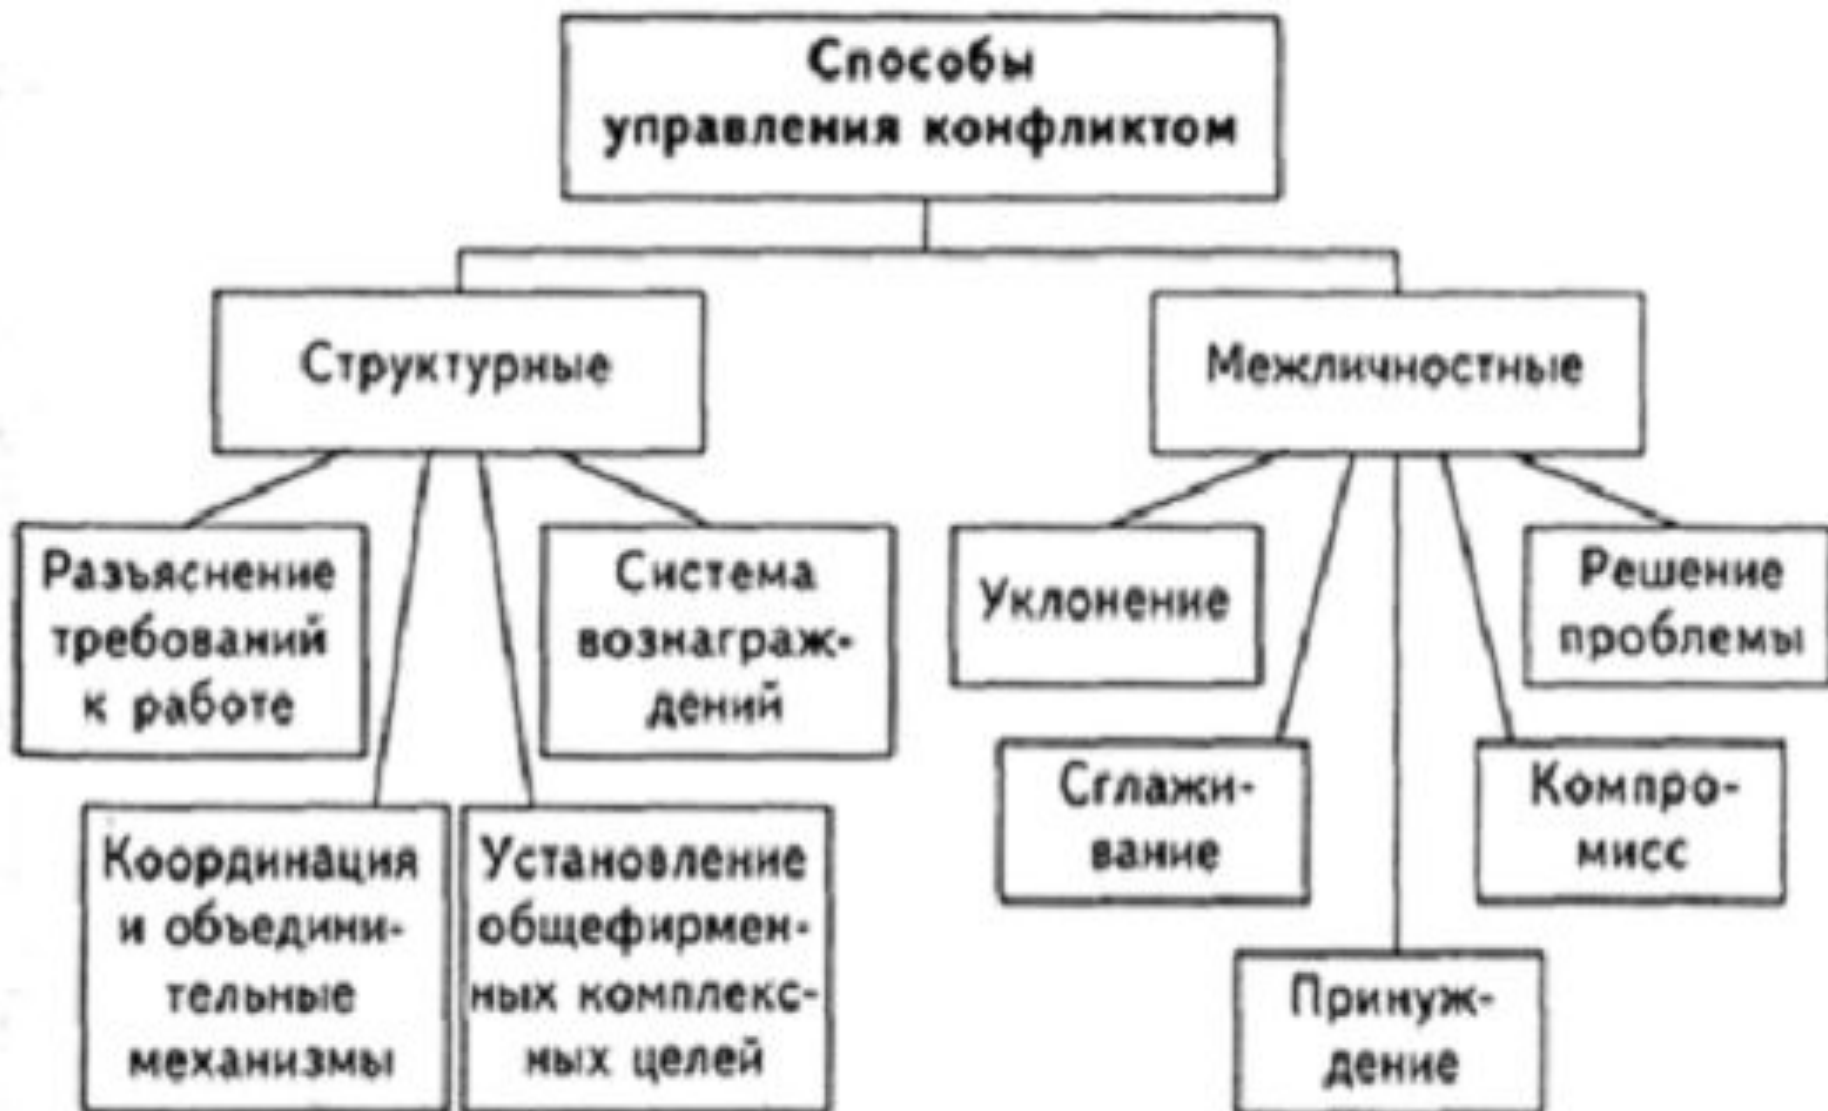 Способы
управления конфликтом
Структурные
Межличностные
Разъяснение
требований
к работе
Система
вознаграж-
дений
Уклонение
Решение
проблемы
Сглажи-
вание
Компро-
мисс
Координация
и объедини-
тельные
механизмы
Установление
общефирмен-
ных комплекс-
ных целей
Принуж-
дение